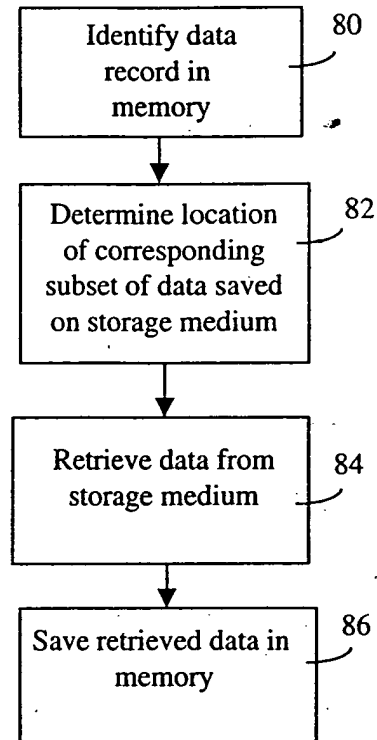 Identify data
record in
memory
80
Determine location
of corresponding
subset of data saved
on storage medium
82
Retrieve data from
storage medium
84
Save retrieved data in
memory
86